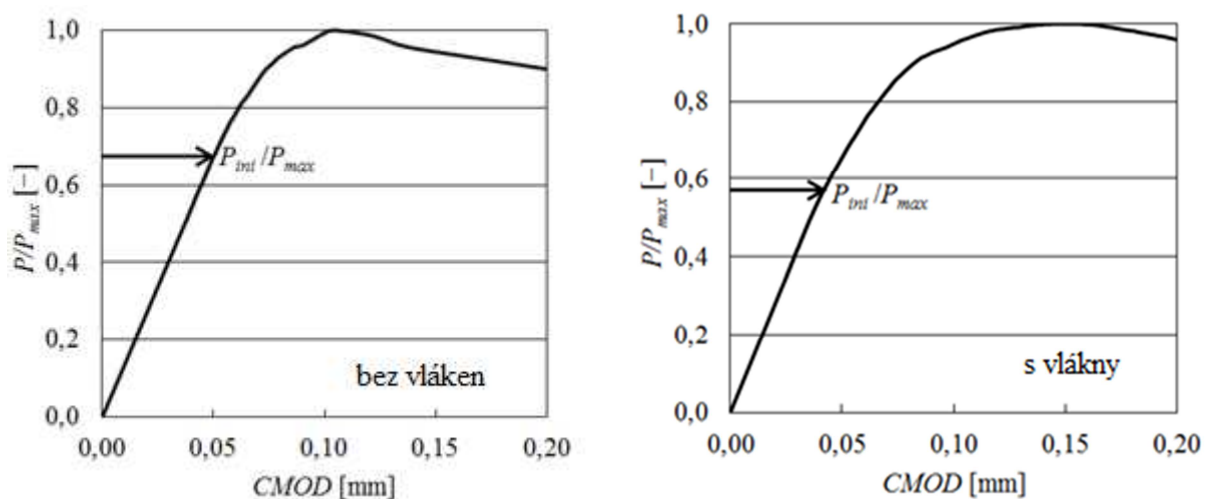 1,0
0,8
0,6
0,4
0,2
0,0
P/Pmax [−]
Pini /Pmax
bez vláken
0,00 0,05 0,10 0,15 0,20
CMOD [mm]
1,0
0,8
0,6
0,4
0,2
0,0
P/Pmax [−]
Pini /Pmax
s vlákny
0,00 0,05 0,10 0,15 0,20
CMOD [mm]